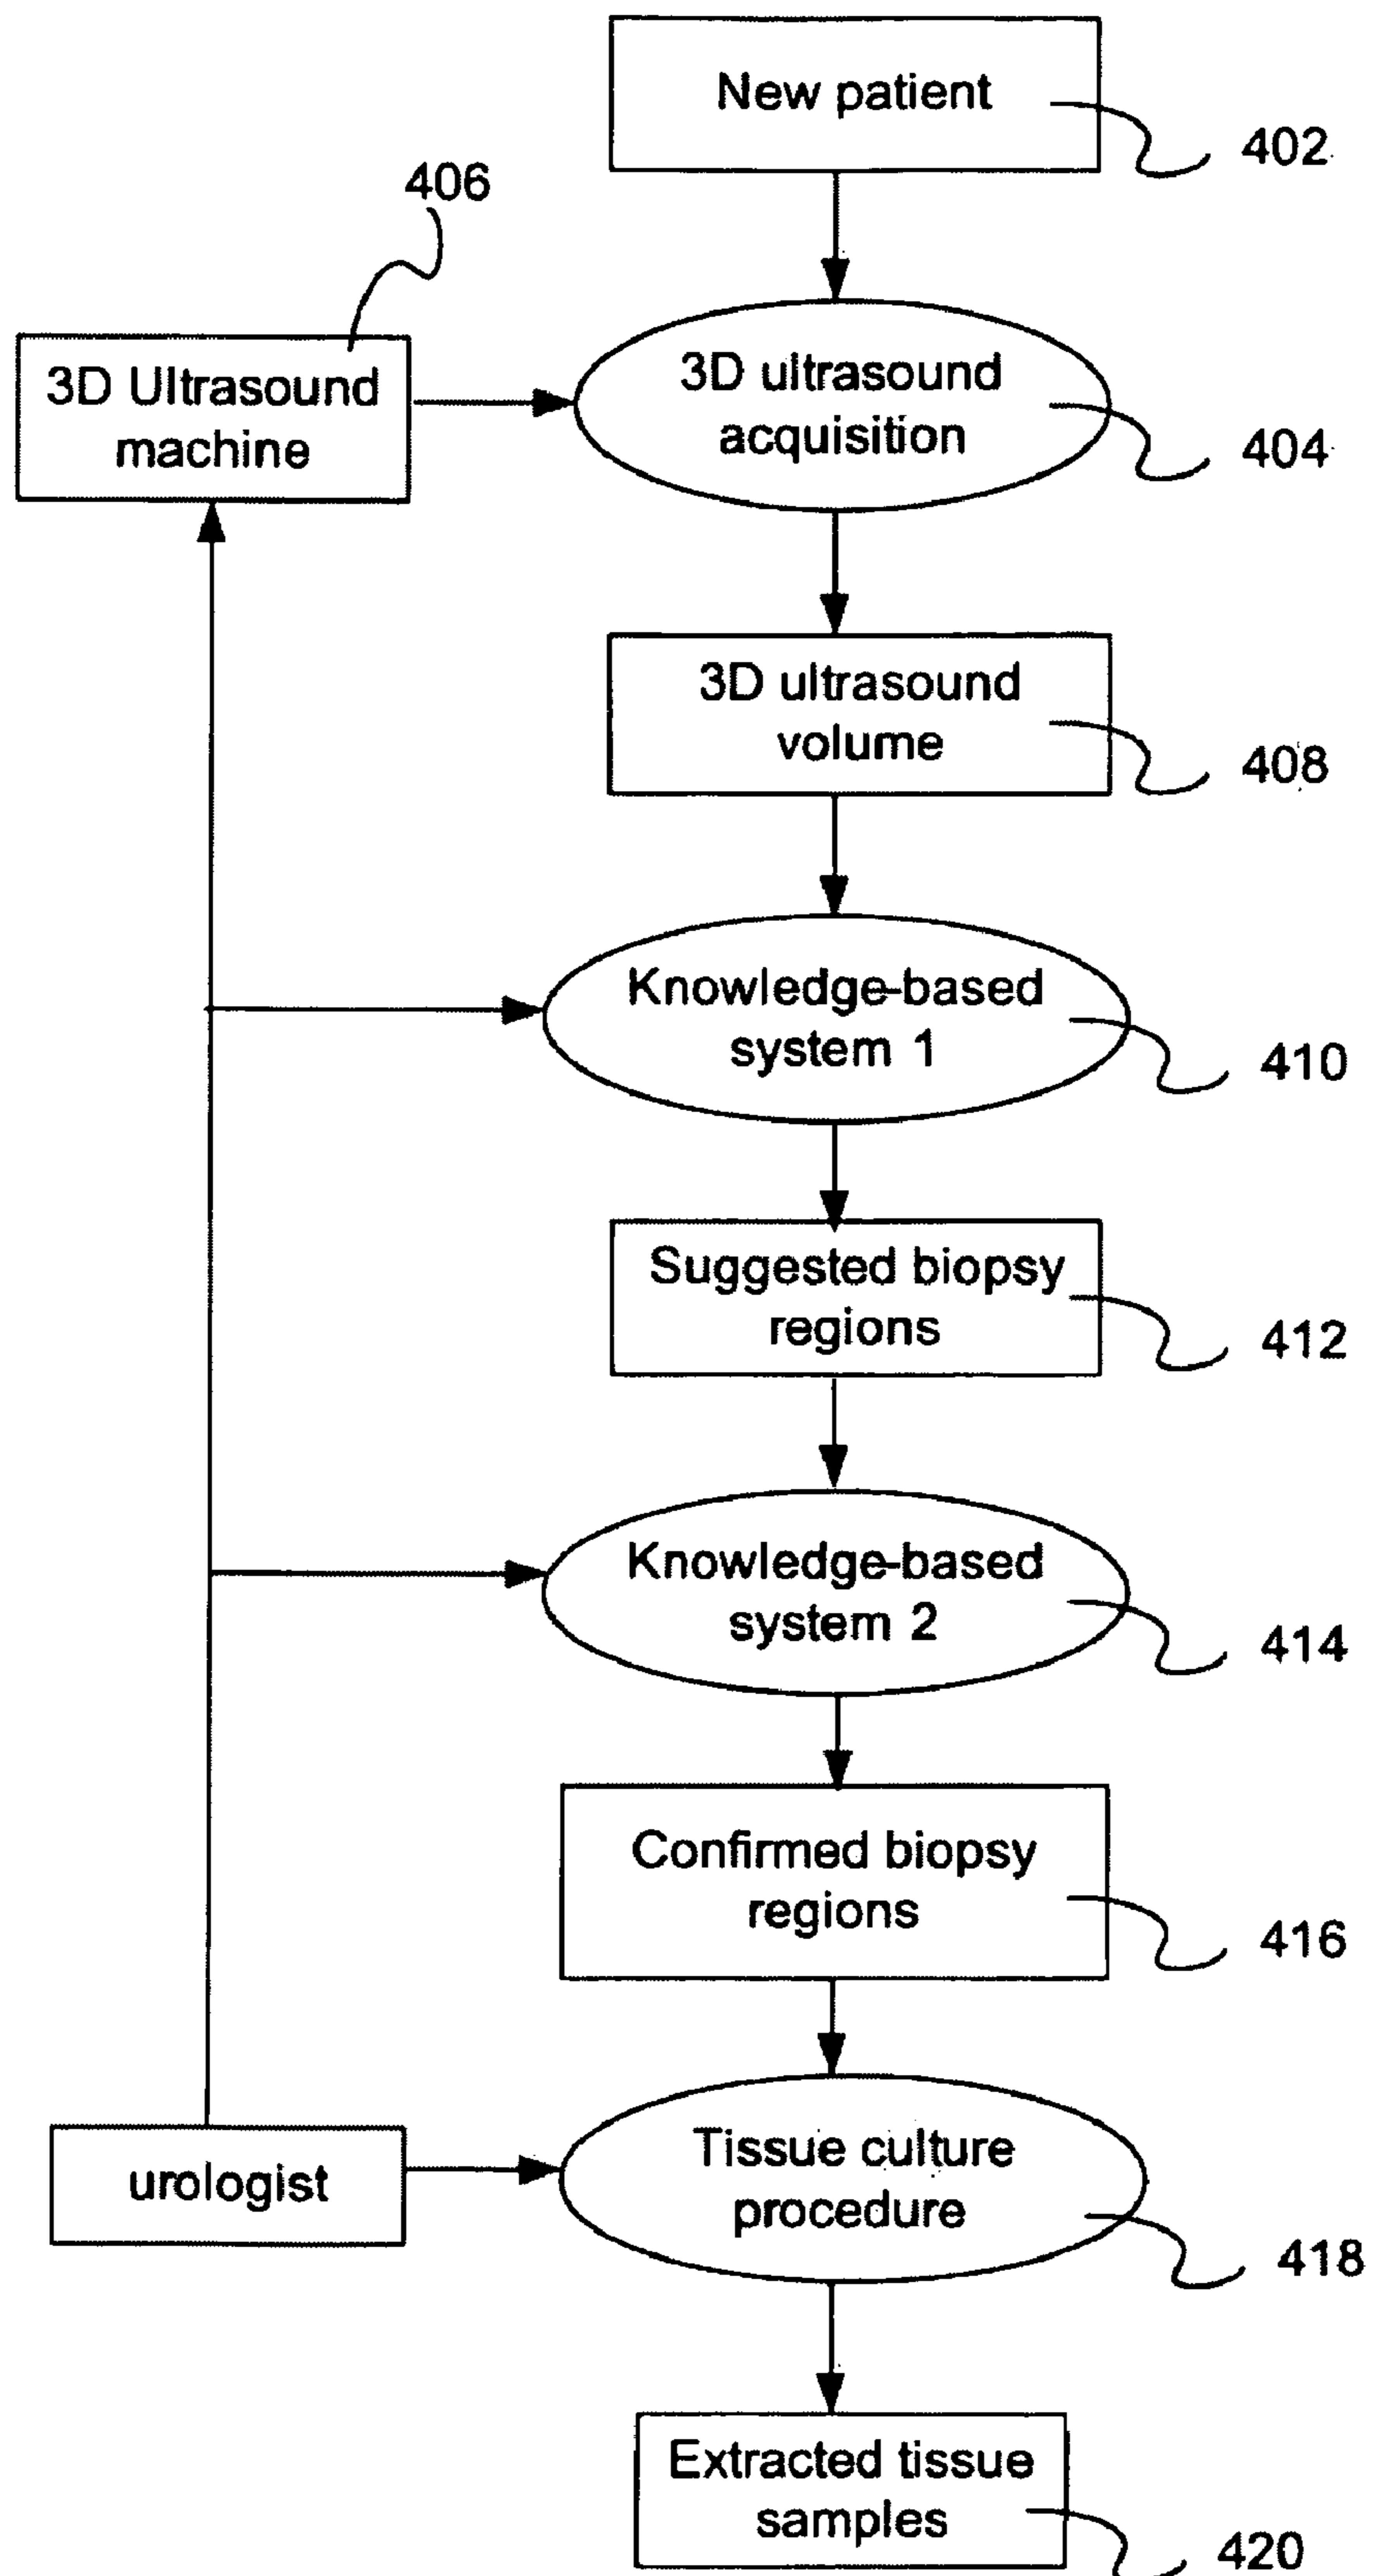 New patient
402
406
3D Ultrasound
machine
3D ultrasound
acquisition
404
3D ultrasound
volume
408
Knowledge-based
system 1
410
Suggested biopsy
regions
412
Knowledge-based
system 2
414
Confirmed biopsy
regions
416
urologist
Tissue culture
procedure
418
Extracted tissue
samples
420